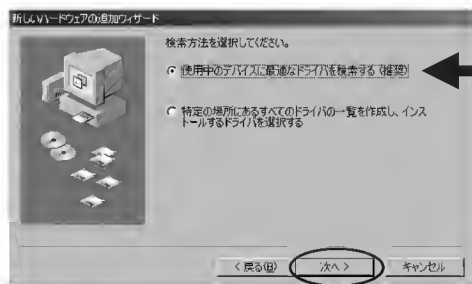 新しいハードウェアの追加ウィザード
検索方法を選択してください。
使用中のデバイスに最適なドライバを検索する(推奨)
特定の場所にあるすべてのドライバの一覧を作成し、インス
トールするドライバを選択する
< 戻る(B)
次へ >
キャンセル